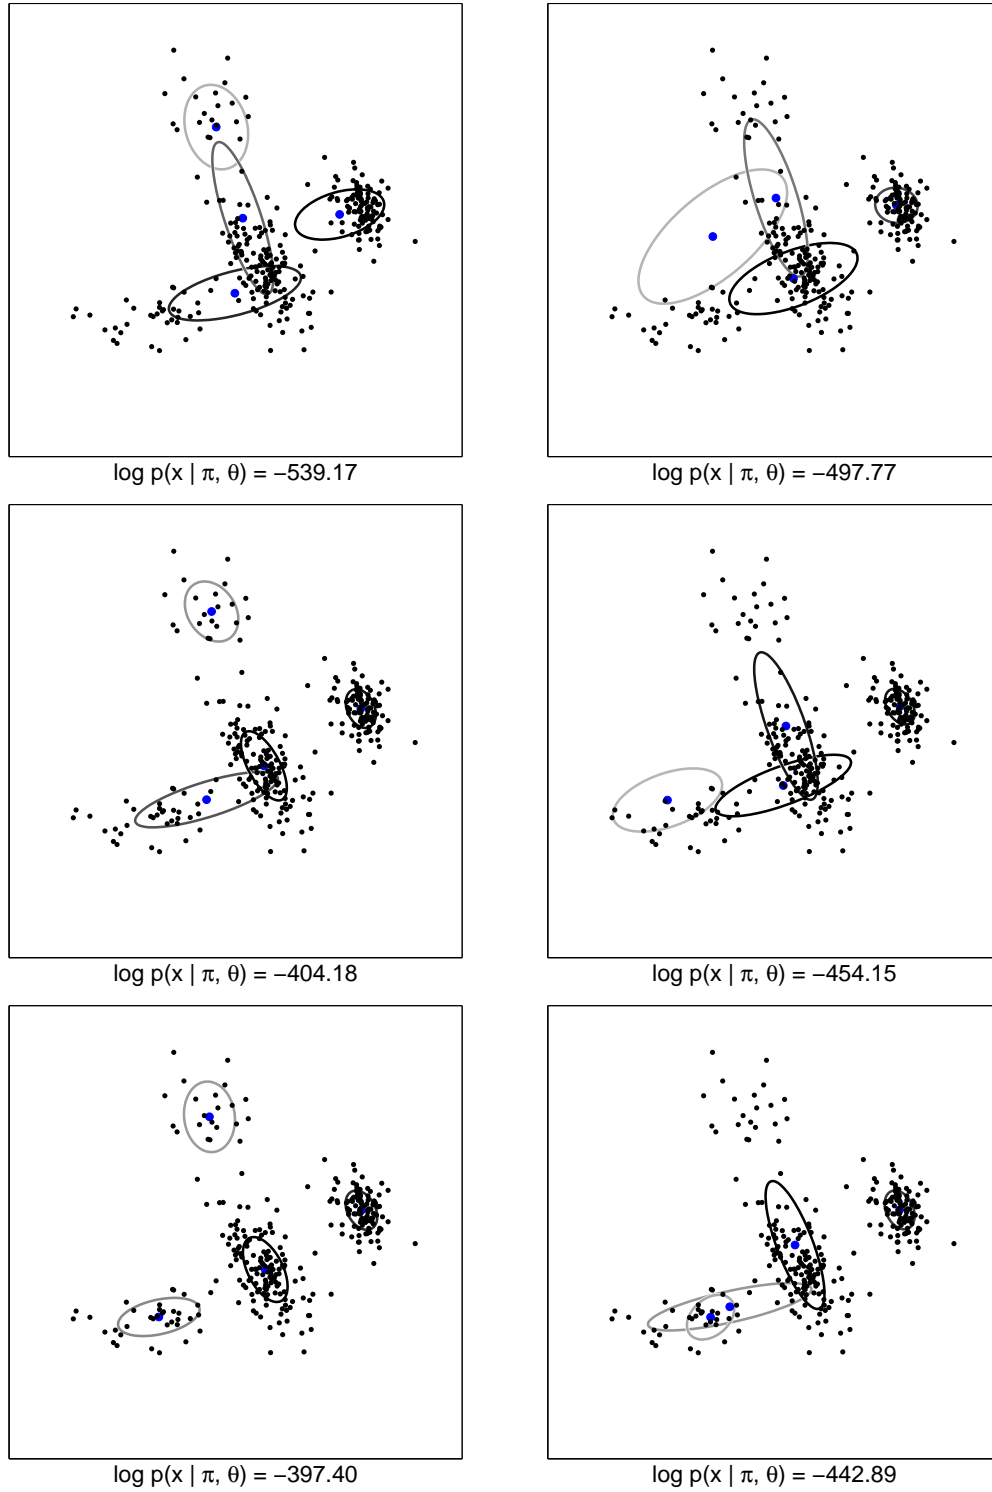 log p(x | π, θ) = −539.17
log p(x | π, θ) = −497.77
log p(x | π, θ) = −404.18
log p(x | π, θ) = −454.15
log p(x | π, θ) = −397.40
log p(x | π, θ) = −442.89